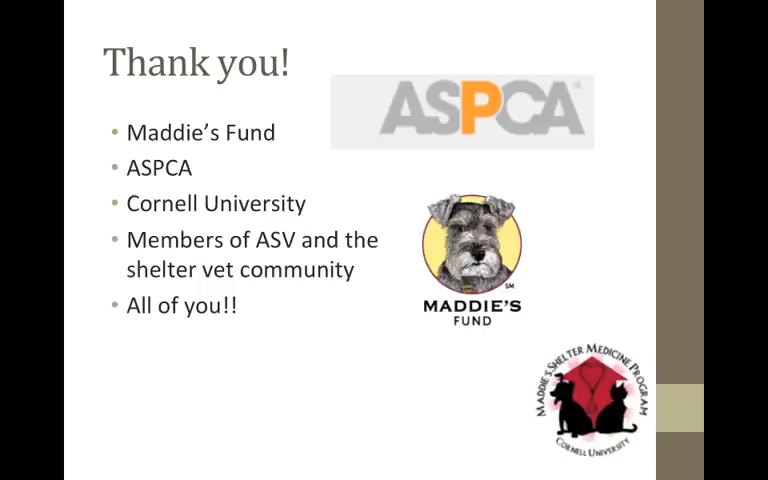 Thank you!
ASPCA®
• Maddie’s Fund
• ASPCA
• Cornell University
• Members of ASV and the
shelter vet community
• All of you!!
SM
MADDIE'S
FUND
MADDIE'S SHELTER MEDICINE PROGRAM
CORNELL UNIVERSITY